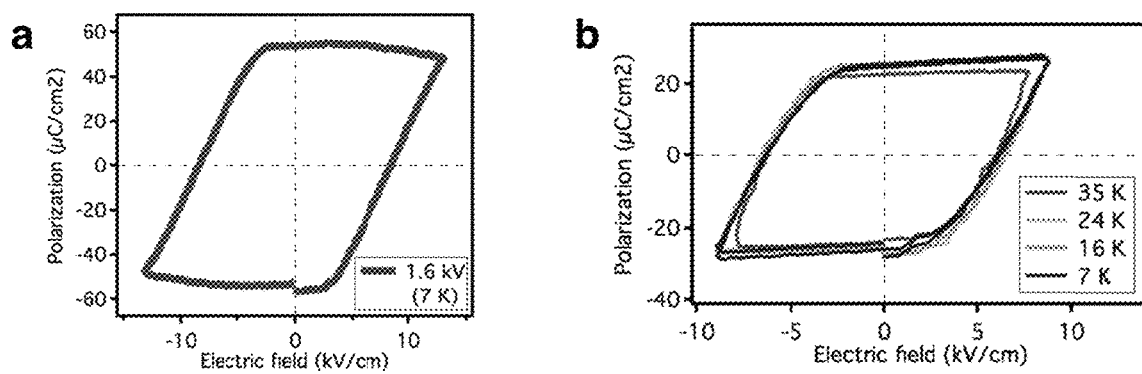 a
60
40
20
0
-20
-40
-60
Polarization (µC/cm2)
-10
0
10
Electric field (kV/cm)
1.6 kV
(7 K)
b
20
0
-20
-40
Polarization (µC/cm2)
-10
-5
0
5
10
Electric field (kV/cm)
35 K
24 K
16 K
7 K